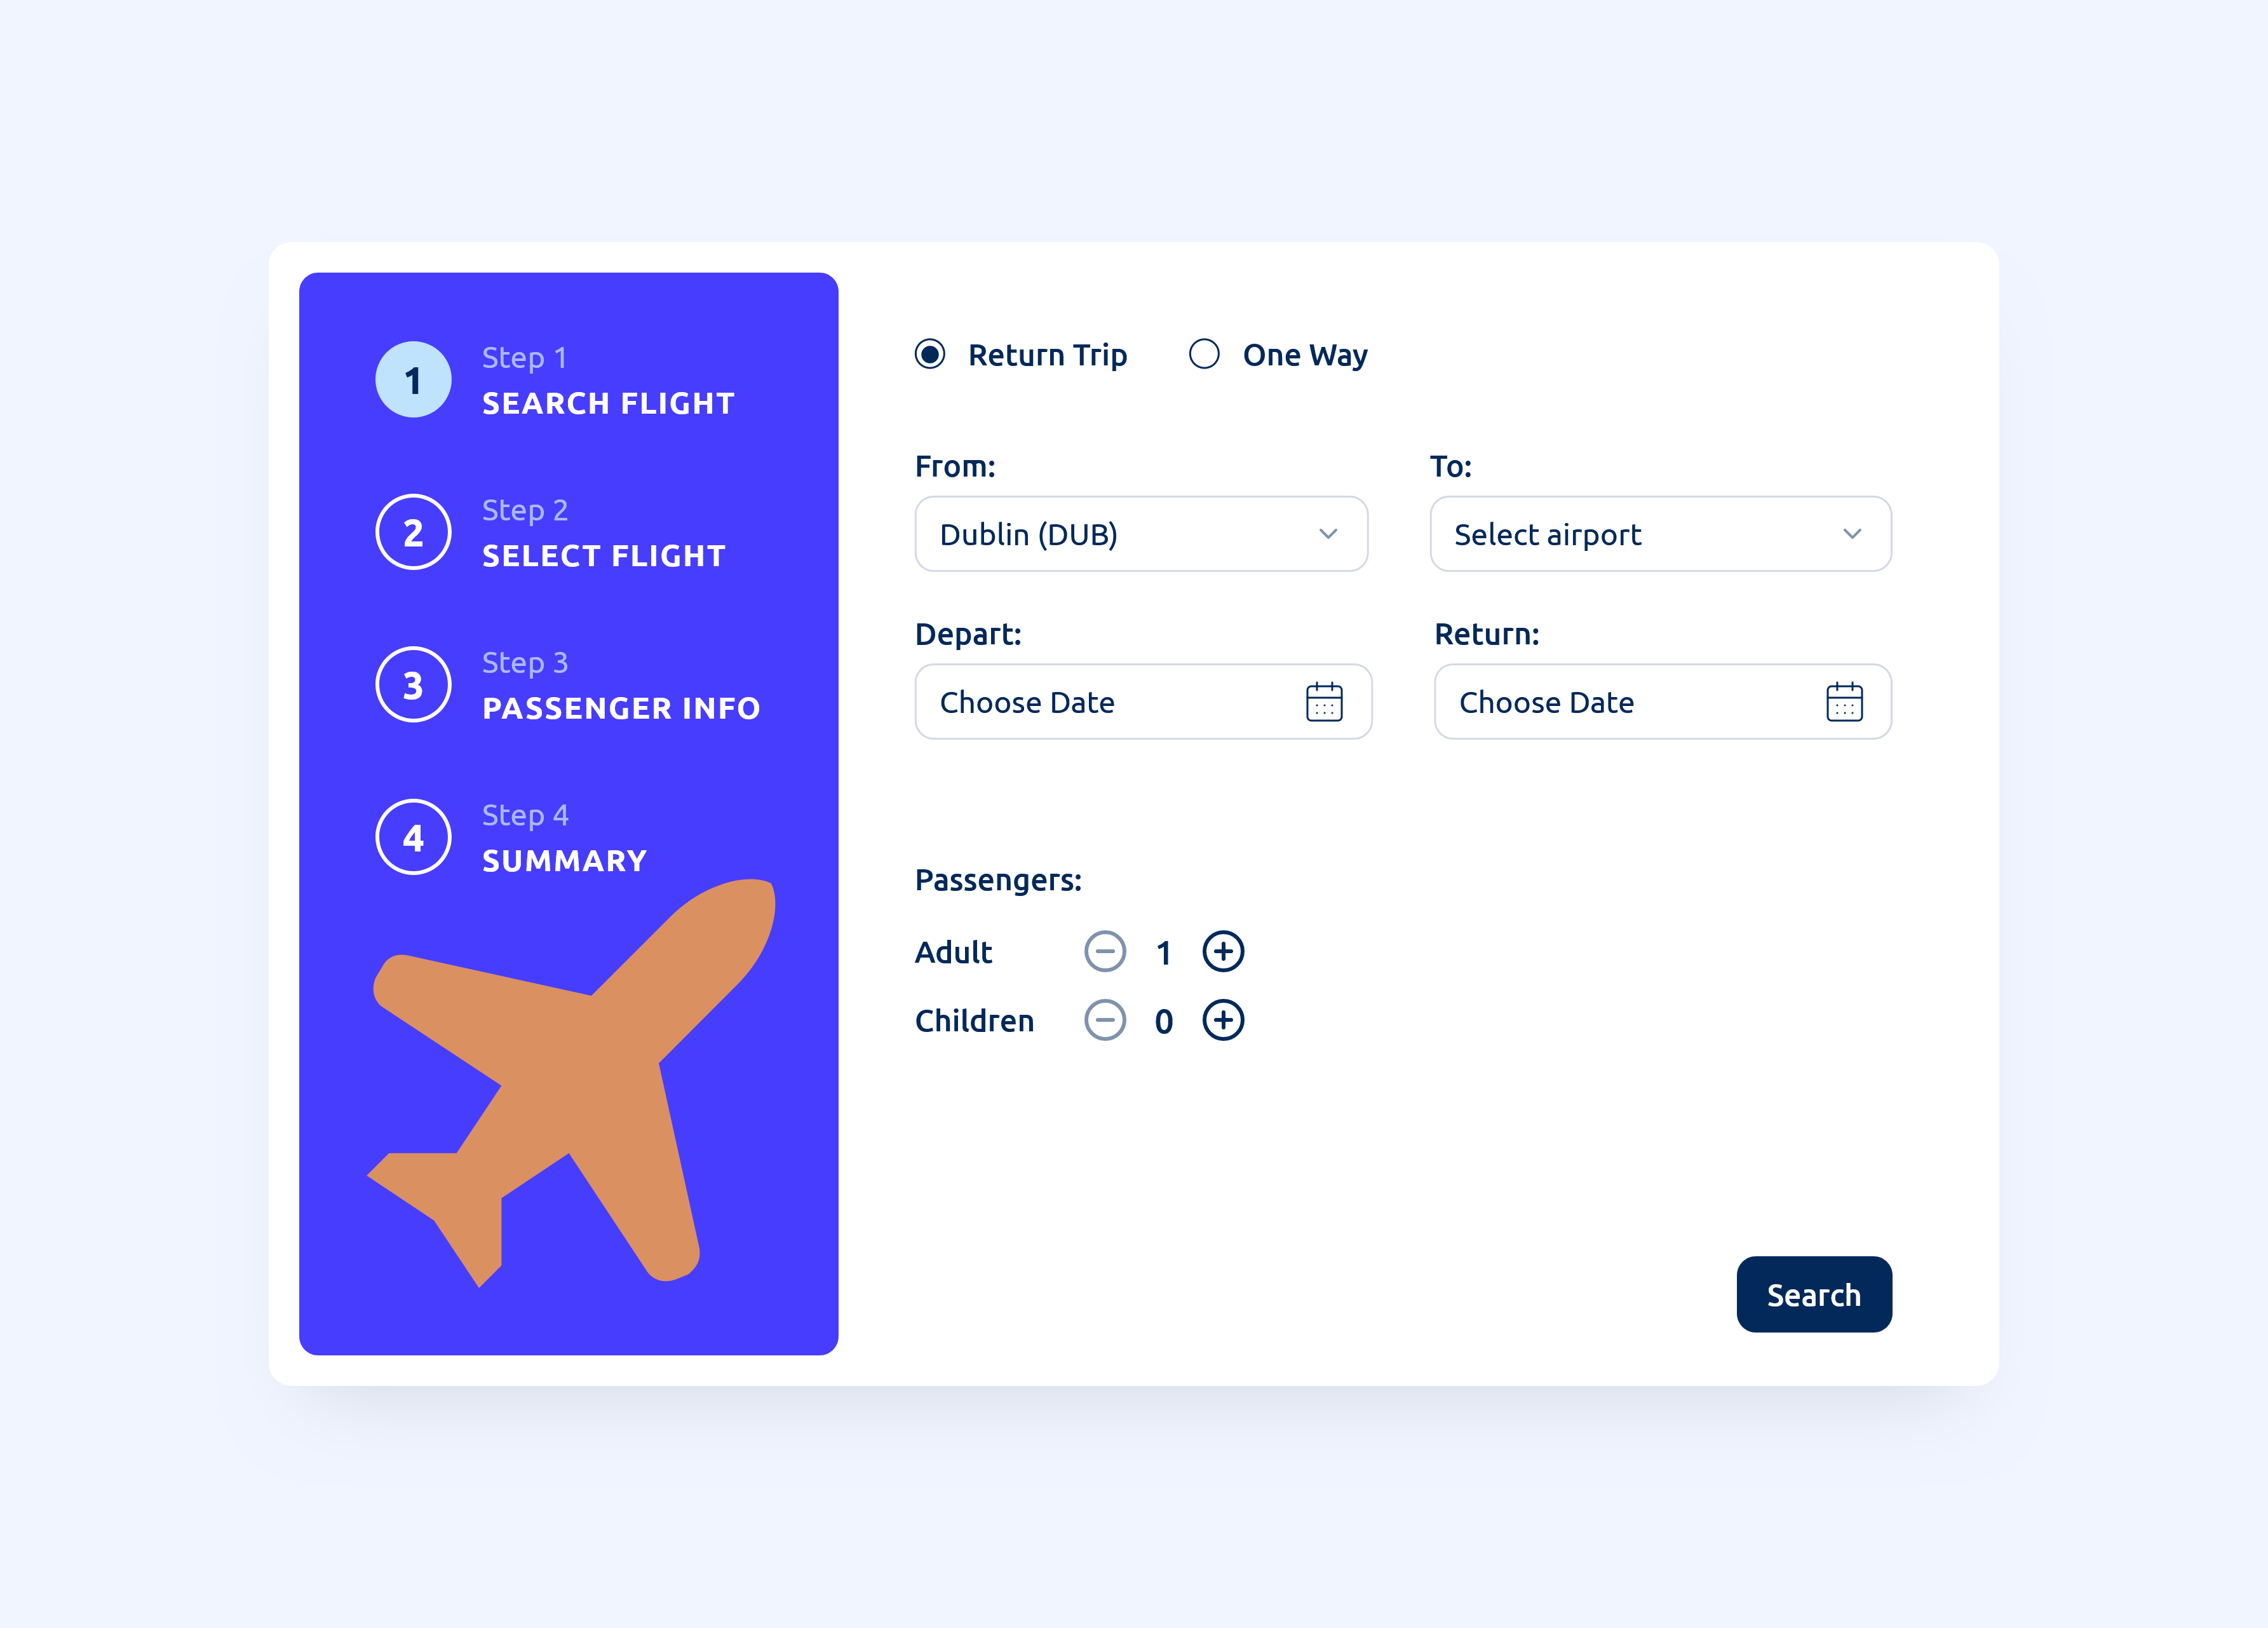 1
Step 1
SEARCH FLIGHT
2
Step 2
SELECT FLIGHT
3
Step 3
PASSENGER INFO
4
Step 4
SUMMARY
Return Trip
One Way
From:
To:
Dublin (DUB)
Select airport
Depart:
Return:
Choose Date
Choose Date
Passengers:
Adult
1
Children
0
Search